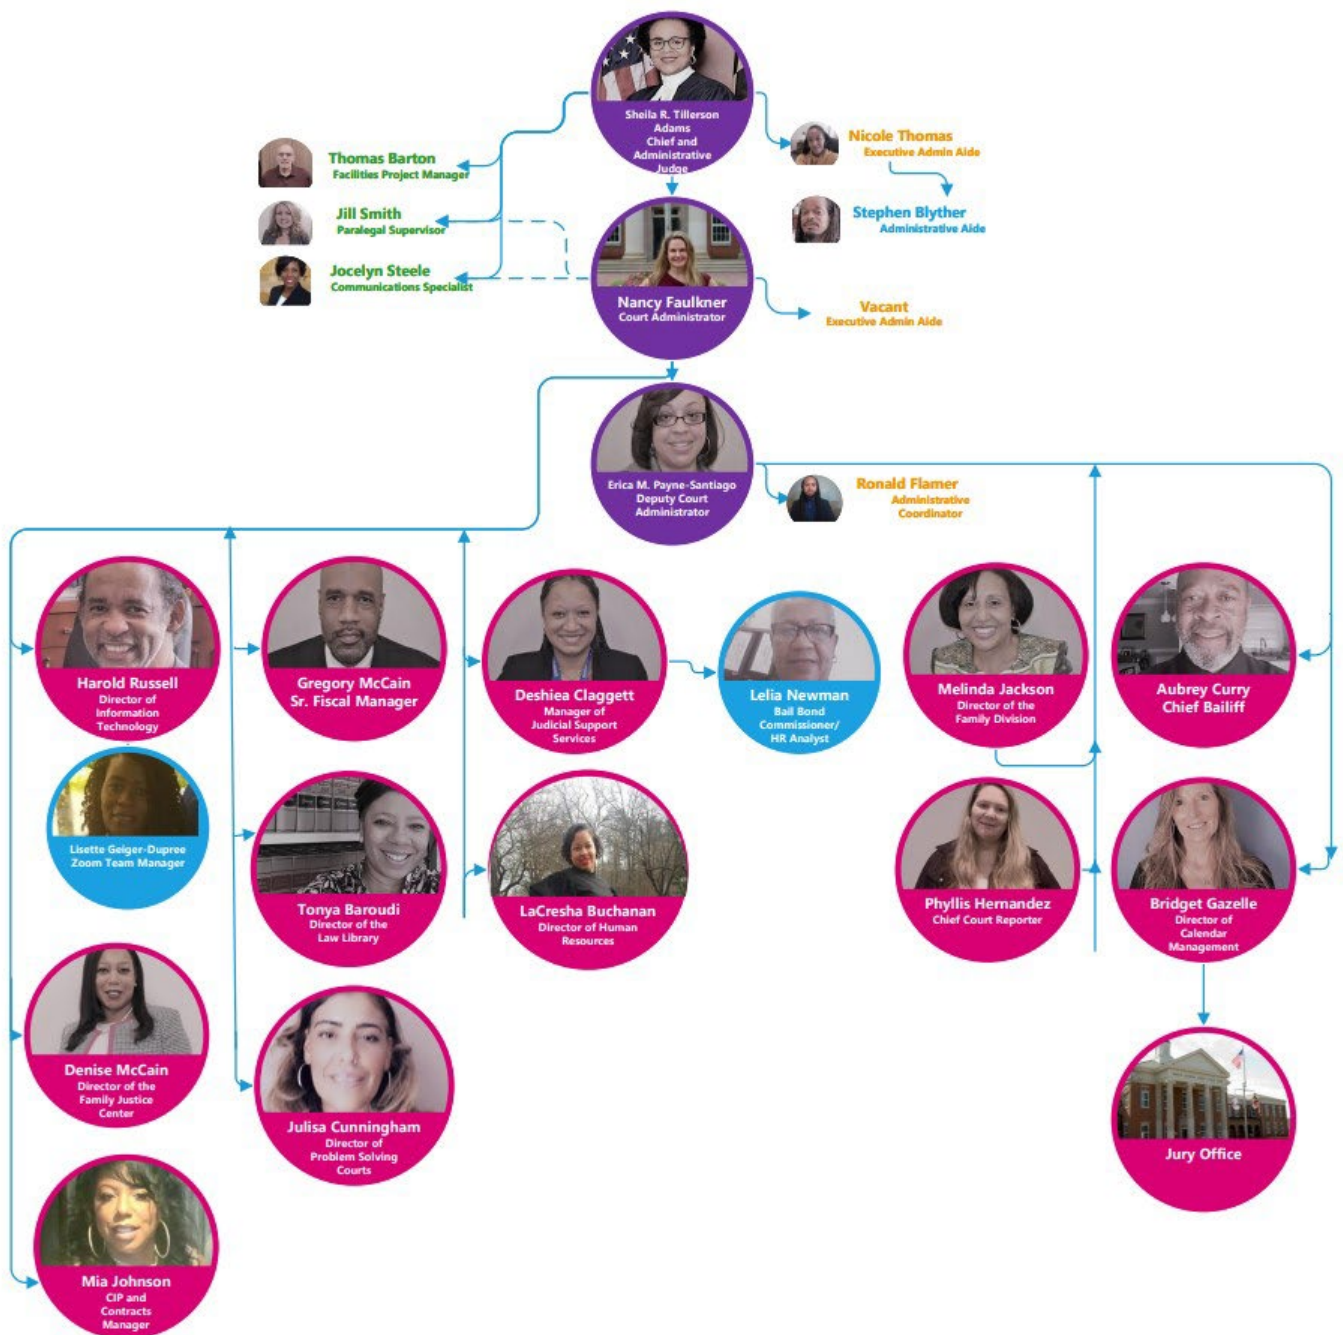 Sheila R. Tillerson
Adams
Chief and
Administrative
Judge
Thomas Barton
Facilities Project Manager
Jill Smith
Paralegal Supervisor
Jocelyn Steele
Communications Specialist
Nicole Thomas
Executive Admin Aide
Stephen Blyther
Administrative Aide
Nancy Faulkner
Court Administrator
Vacant
Executive Admin Aide
Erica M. Payne-Santiago
Deputy Court
Administrator
Ronald Flamer
Administrative
Coordinator
Harold Russell
Director of
Information
Technology
Gregory McCain
Sr. Fiscal Manager
Deshiea Claggett
Manager of
Judicial Support
Services
Lelia Newman
Bail Bond
Commissioner/
HR Analyst
Melinda Jackson
Director of the
Family Division
Aubrey Curry
Chief Bailiff
Lisette Geiger-Dupree
Zoom Team Manager
Tonya Baroudi
Director of the
Law Library
LaCresha Buchanan
Director of Human
Resources
Phyllis Hernandez
Chief Court Reporter
Bridget Gazelle
Director of
Calendar
Management
Denise McCain
Director of the
Family Justice
Center
Julisa Cunningham
Director of
Problem Solving
Courts
Jury Office
Mia Johnson
CIP and
Contracts
Manager